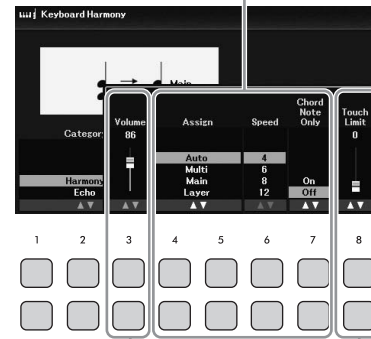 Keyboard Harmony
Main
Category
Volume
86
Assign
Speed
Chord
Note
Only
Touch
Limit
0
Harmony
Echo
Auto
Multi
Main
Layer
4
6
8
12
On
Off
1 2 3 4 5 6 7 8